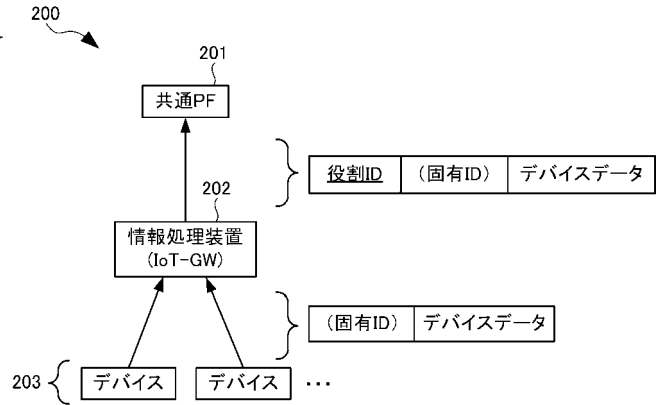 200
201
共通PF
役割ID (固有ID) デバイスデータ
202
情報処理装置
(IoT-GW)
(固有ID) デバイスデータ
203 デバイス デバイス ･･･